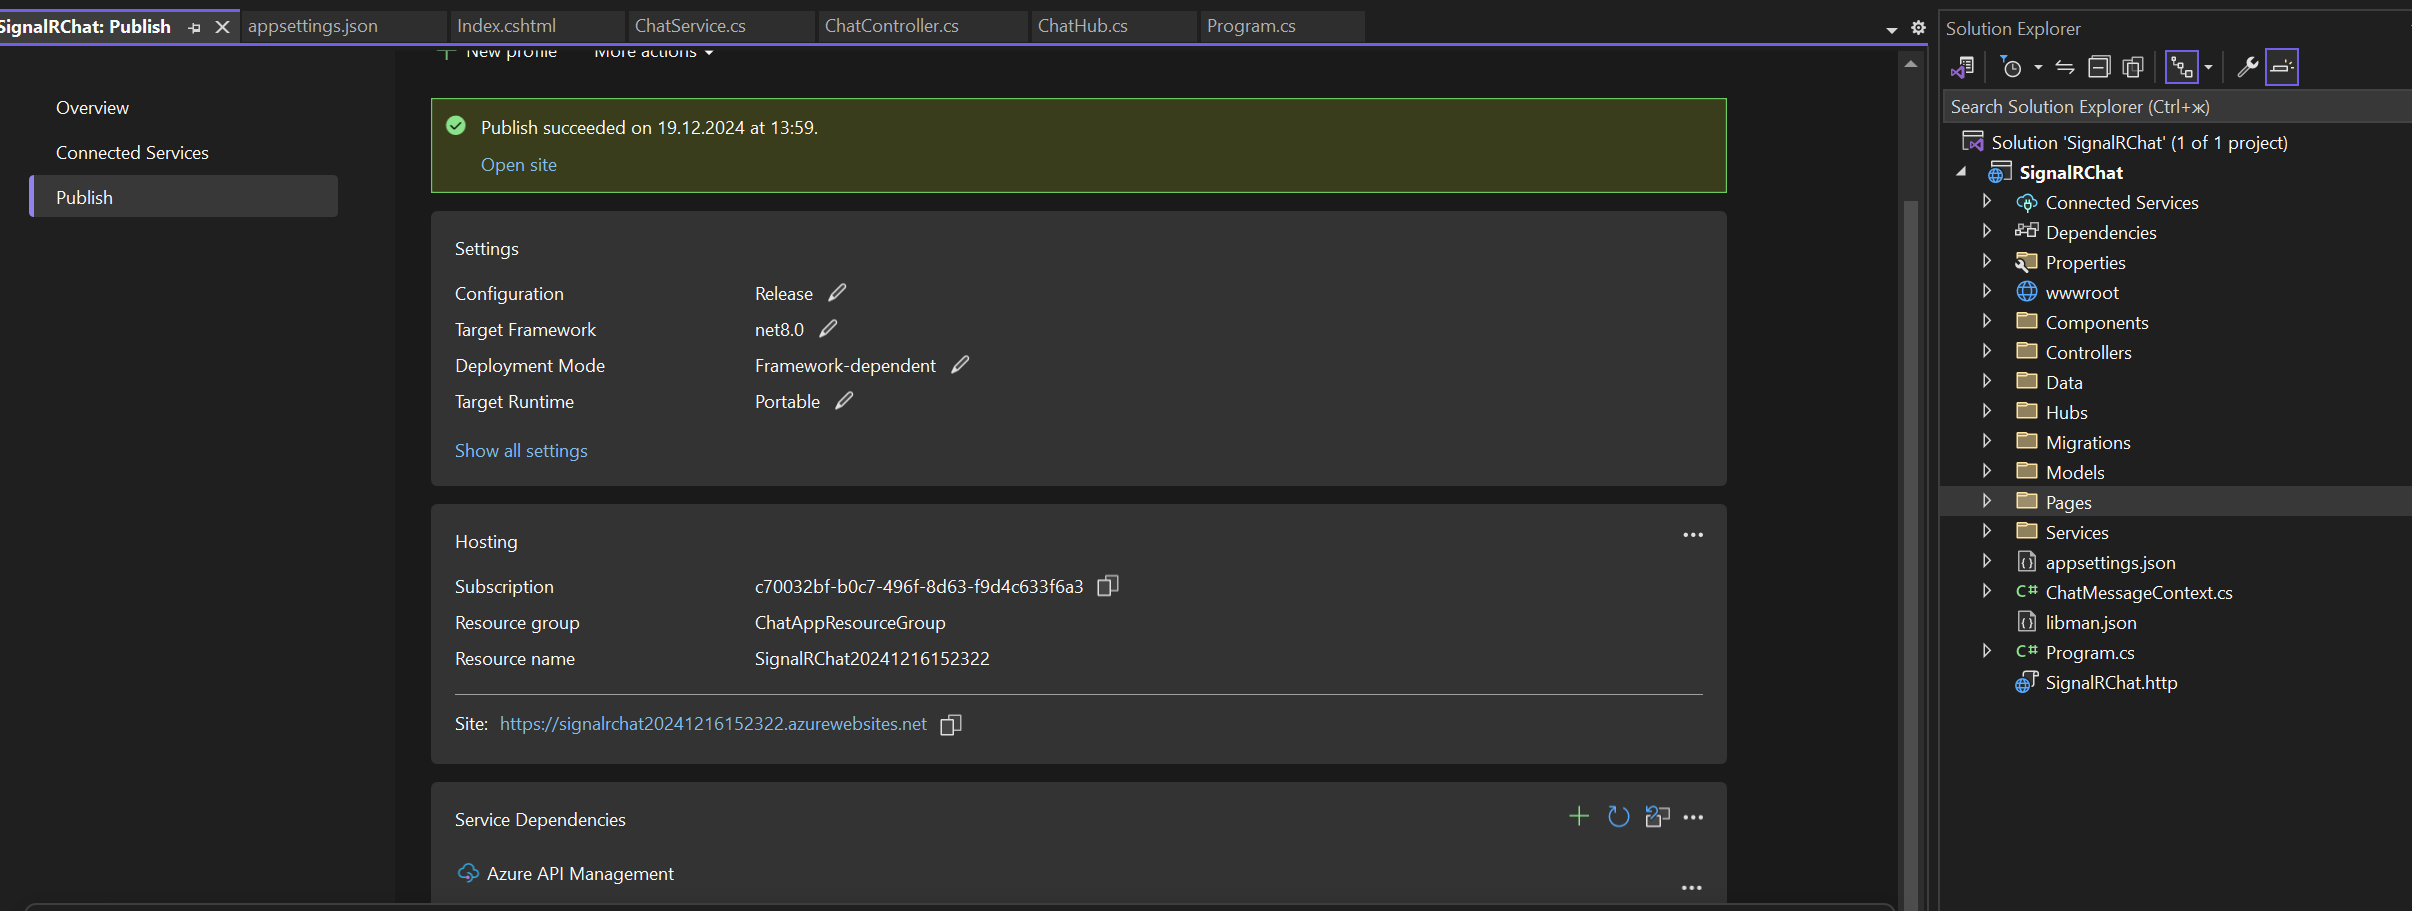 SignalRChat: Publish
appsettings.json
Index.cshtml
ChatService.cs
ChatController.cs
ChatHub.cs
Program.cs
New profile
More actions
Overview
Connected Services
Publish
Publish succeeded on 19.12.2024 at 13:59.
Open site
Settings
Configuration Release
Target Framework net8.0
Deployment Mode Framework-dependent
Target Runtime Portable
Show all settings
Hosting
Subscription c70032bf-b0c7-496f-8d63-f9d4c633f6a3
Resource group ChatAppResourceGroup
Resource name SignalRChat20241216152322
Site: https://signalrchat20241216152322.azurewebsites.net
Service Dependencies
Azure API Management
Solution Explorer
Search Solution Explorer (Ctrl+ж)
Solution 'SignalRChat' (1 of 1 project)
SignalRChat
Connected Services
Dependencies
Properties
wwwroot
Components
Controllers
Data
Hubs
Migrations
Models
Pages
Services
appsettings.json
C# ChatMessageContext.cs
libman.json
C# Program.cs
SignalRChat.http